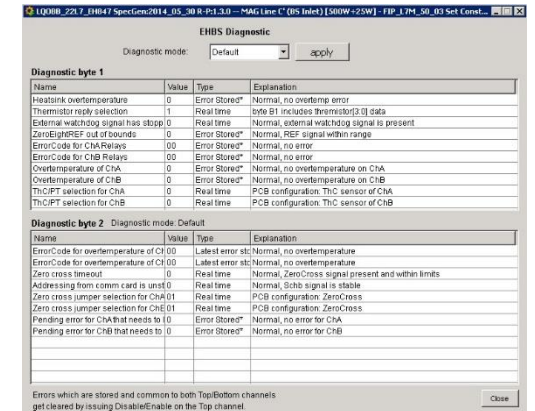 LQ08B_22L7_EH847 SpecGen:2014_05_30 R-P:1.3.0 -- MAG Line C* (BS Inlet) [500W+25W] - FIP_L7M_50_03 Set Const...
EHBS Diagnostic
Diagnostic mode: Default apply
Diagnostic byte 1
Name Value Type Explanation
Heatsink overtemperature 0 Error Stored* Normal, no overtemp error
Thermistor reply selection 1 Real time byte B1 includes thremistor[3:0] data
External watchdog signal has stopp 0 Real time Normal, external watchdog signal is present
ZeroEightREF out of bounds 0 Error Stored* Normal, REF signal within range
ErrorCode for ChA Relays 00 Error Stored* Normal, no error
ErrorCode for ChB Relays 00 Error Stored* Normal, no error
Overtemperature of ChA 0 Error Stored* Normal, no overtemperature on ChA
Overtemperature of ChB 0 Error Stored* Normal, no overtemperature on ChB
ThC/PT selection for ChA 0 Real time PCB configuration: ThC sensor of ChA
ThC/PT selection for ChB 0 Real time PCB configuration: ThC sensor of ChB
Diagnostic byte 2 Diagnostic mode: Default
Name Value Type Explanation
ErrorCode for overtemperature of Ch 00 Latest error stc Normal, no overtemperature
ErrorCode for overtemperature of Ch 00 Latest error stc Normal, no overtemperature
Zero cross timeout 0 Real time Normal, ZeroCross signal present and within limits
Addressing from comm card is unst 0 Real time Normal, Schb signal is stable
Zero cross jumper selection for ChA 01 Real time PCB configuration: ZeroCross
Zero cross jumper selection for ChB 01 Real time PCB configuration: ZeroCross
Pending error for ChA that needs to 0 Error Stored* Normal, no error for ChA
Pending error for ChB that needs to 0 Error Stored* Normal, no error for ChB
Errors which are stored and common to both Top/Bottom channels
get cleared by issuing Disable/Enable on the Top channel.
Close